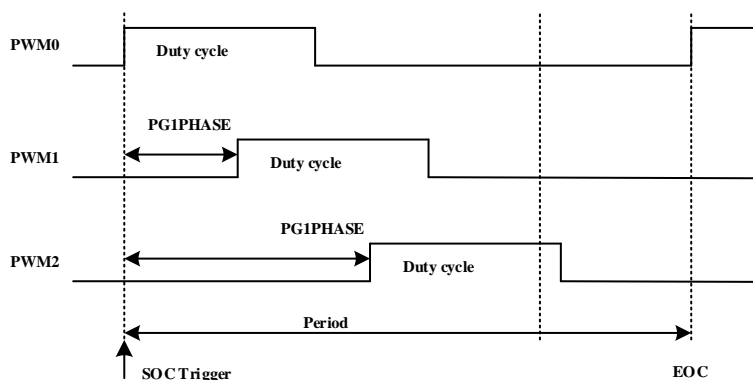 PWM0
Duty cycle
PG1PHASE
PWM1
Duty cycle
PG1PHASE
PWM2
Duty cycle
Period
SOC Trigger
EOC